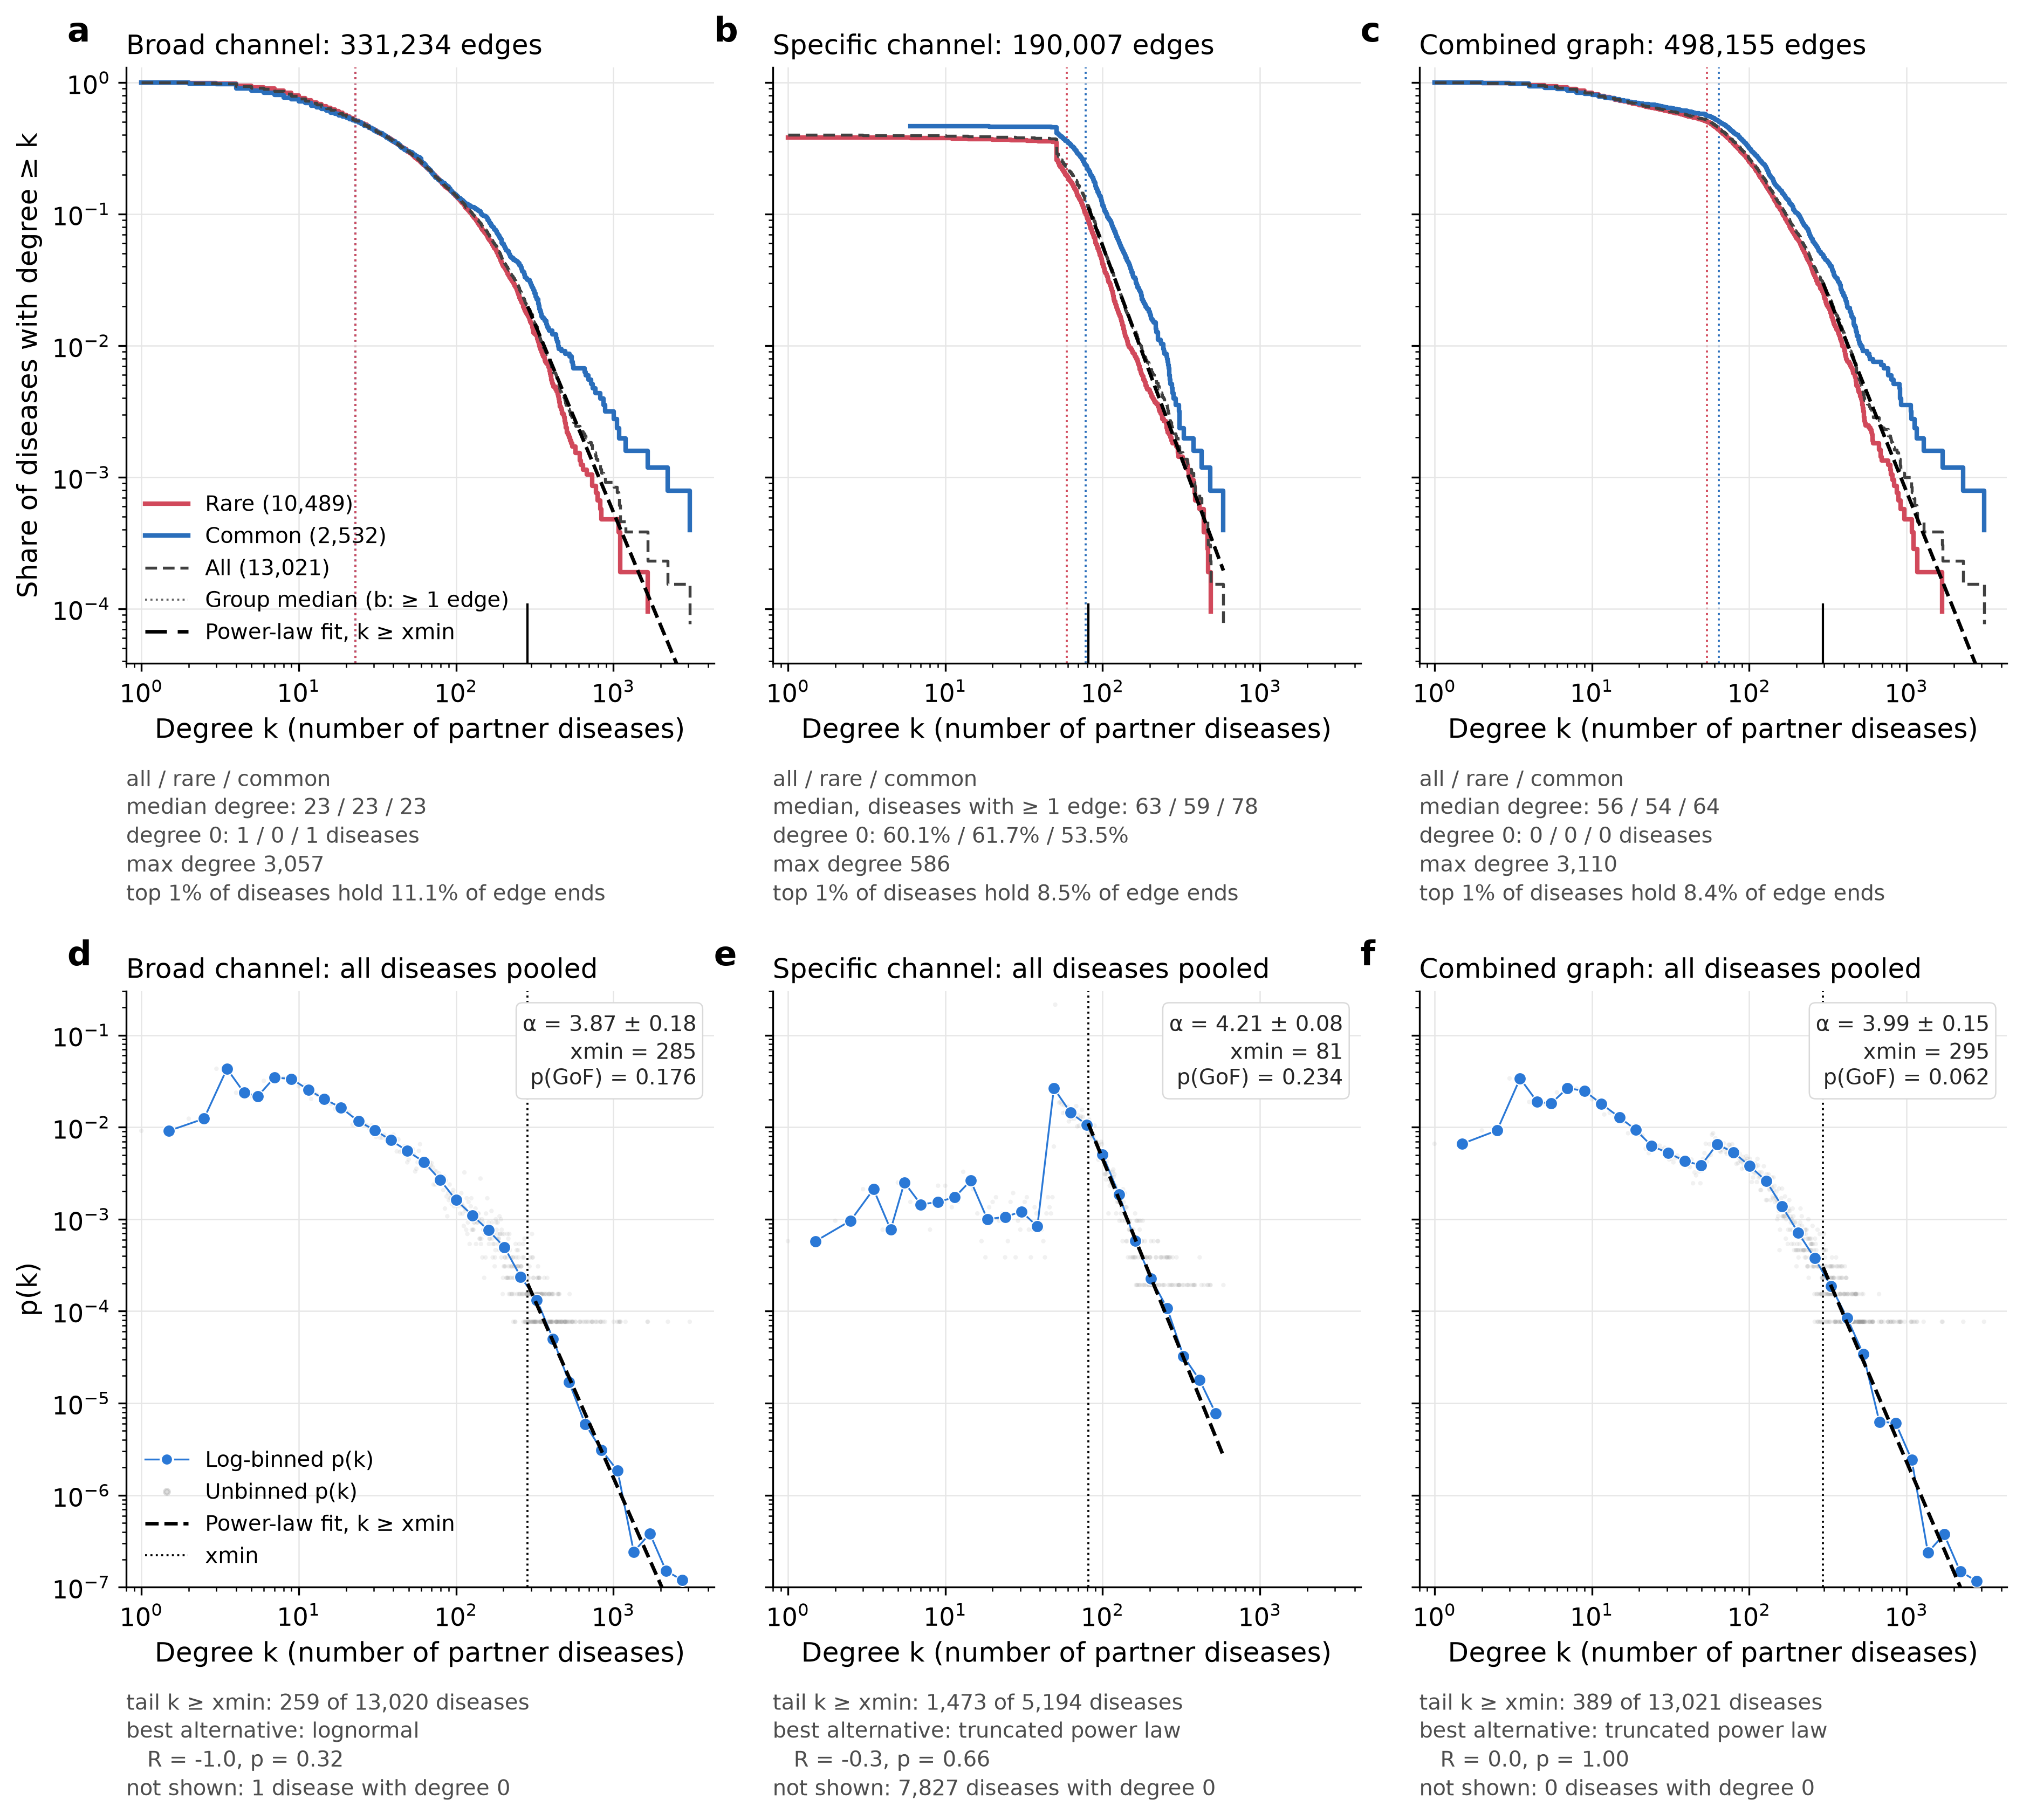 a
Broad channel: 331,234 edges
b
Specific channel: 190,007 edges
c
Combined graph: 498,155 edges
Share of diseases with degree ≥ k
10⁰
10⁻¹
10⁻²
10⁻³
10⁻⁴
Rare (10,489)
Common (2,532)
All (13,021)
Group median (b: ≥ 1 edge)
Power-law fit, k ≥ xmin
10⁰ 10¹ 10² 10³
10⁰ 10¹ 10² 10³
10⁰ 10¹ 10² 10³
Degree k (number of partner diseases)
Degree k (number of partner diseases)
Degree k (number of partner diseases)
all / rare / common
median degree: 23 / 23 / 23
degree 0: 1 / 0 / 1 diseases
max degree 3,057
top 1% of diseases hold 11.1% of edge ends
all / rare / common
median, diseases with ≥ 1 edge: 63 / 59 / 78
degree 0: 60.1% / 61.7% / 53.5%
max degree 586
top 1% of diseases hold 8.5% of edge ends
all / rare / common
median degree: 56 / 54 / 64
degree 0: 0 / 0 / 0 diseases
max degree 3,110
top 1% of diseases hold 8.4% of edge ends
d
Broad channel: all diseases pooled
e
Specific channel: all diseases pooled
f
Combined graph: all diseases pooled
α = 3.87 ± 0.18
xmin = 285
p(GoF) = 0.176
α = 4.21 ± 0.08
xmin = 81
p(GoF) = 0.234
α = 3.99 ± 0.15
xmin = 295
p(GoF) = 0.062
p(k)
10⁻¹
10⁻²
10⁻³
10⁻⁴
10⁻⁵
10⁻⁶
10⁻⁷
Log-binned p(k)
Unbinned p(k)
Power-law fit, k ≥ xmin
xmin
10⁰ 10¹ 10² 10³
10⁰ 10¹ 10² 10³
10⁰ 10¹ 10² 10³
Degree k (number of partner diseases)
Degree k (number of partner diseases)
Degree k (number of partner diseases)
tail k ≥ xmin: 259 of 13,020 diseases
best alternative: lognormal
R = -1.0, p = 0.32
not shown: 1 disease with degree 0
tail k ≥ xmin: 1,473 of 5,194 diseases
best alternative: truncated power law
R = -0.3, p = 0.66
not shown: 7,827 diseases with degree 0
tail k ≥ xmin: 389 of 13,021 diseases
best alternative: truncated power law
R = 0.0, p = 1.00
not shown: 0 diseases with degree 0